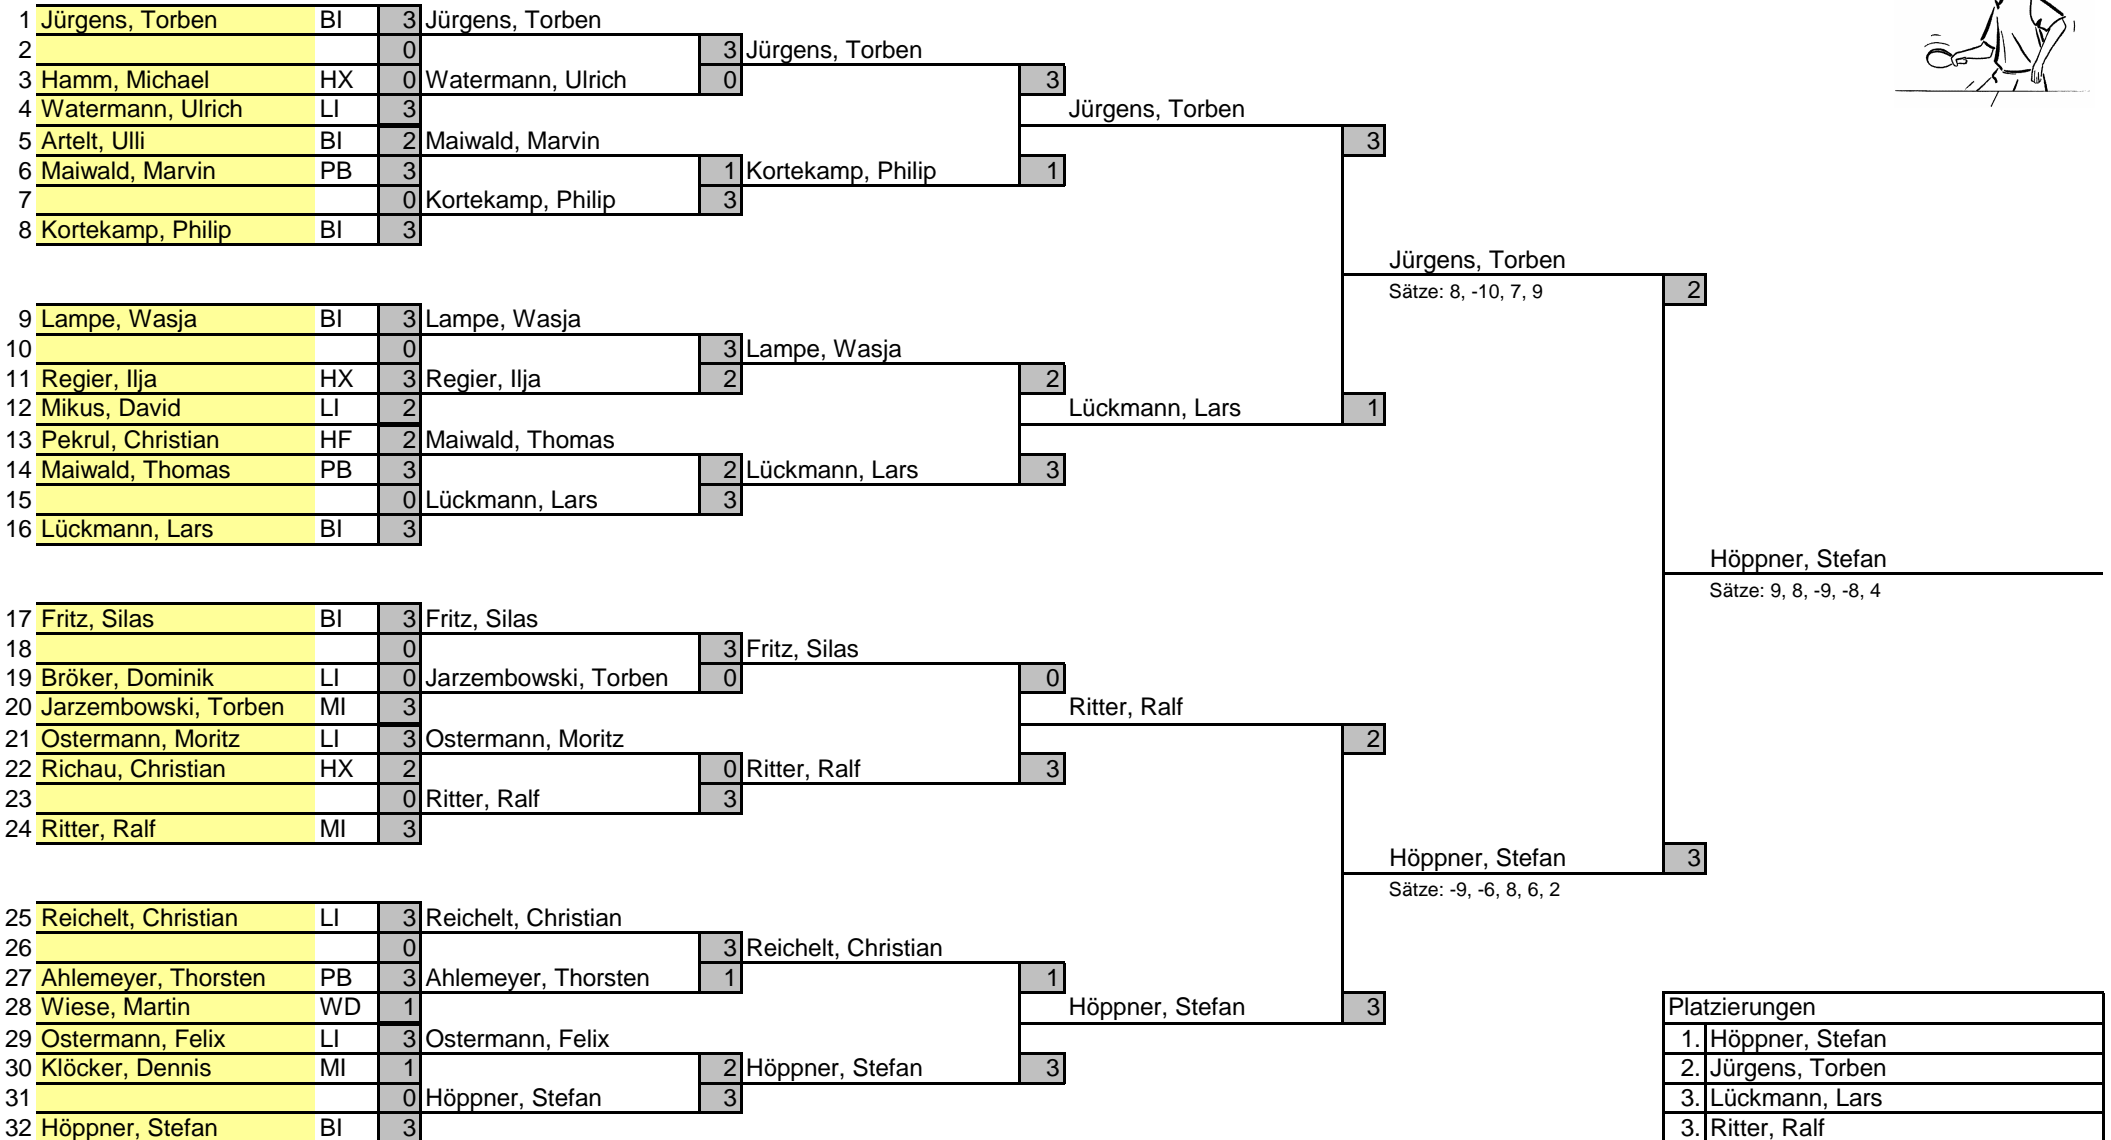 1 Jürgens, Torben BI 3 Jürgens, Torben
2 0 3 Jürgens, Torben
3 Hamm, Michael HX 0 Watermann, Ulrich 0 3
4 Watermann, Ulrich LI 3 Jürgens, Torben
5 Artelt, Ulli BI 2 Maiwald, Marvin 3
6 Maiwald, Marvin PB 3 1 Kortekamp, Philip 1
7 0 Kortekamp, Philip 3
8 Kortekamp, Philip BI 3
Jürgens, Torben
Sätze: 8, -10, 7, 9 2
9 Lampe, Wasja BI 3 Lampe, Wasja
10 0 3 Lampe, Wasja
11 Regier, Ilja HX 3 Regier, Ilja 2 2
12 Mikus, David LI 2 Lückmann, Lars 1
13 Pekrul, Christian HF 2 Maiwald, Thomas
14 Maiwald, Thomas PB 3 2 Lückmann, Lars 3
15 0 Lückmann, Lars 3
16 Lückmann, Lars BI 3
Höppner, Stefan
Sätze: 9, 8, -9, -8, 4
17 Fritz, Silas BI 3 Fritz, Silas
18 0 3 Fritz, Silas
19 Bröker, Dominik LI 0 Jarzembowski, Torben 0 0
20 Jarzembowski, Torben MI 3 Ritter, Ralf
21 Ostermann, Moritz LI 3 Ostermann, Moritz 2
22 Richau, Christian HX 2 0 Ritter, Ralf 3
23 0 Ritter, Ralf 3
24 Ritter, Ralf MI 3
Höppner, Stefan 3
Sätze: -9, -6, 8, 6, 2
25 Reichelt, Christian LI 3 Reichelt, Christian
26 0 3 Reichelt, Christian
27 Ahlemeyer, Thorsten PB 3 Ahlemeyer, Thorsten 1 1
28 Wiese, Martin WD 1 Höppner, Stefan 3 Platzierungen
29 Ostermann, Felix LI 3 Ostermann, Felix 1. Höppner, Stefan
30 Klöcker, Dennis MI 1 2 Höppner, Stefan 3 2. Jürgens, Torben
31 0 Höppner, Stefan 3 3. Lückmann, Lars
32 Höppner, Stefan BI 3 3. Ritter, Ralf